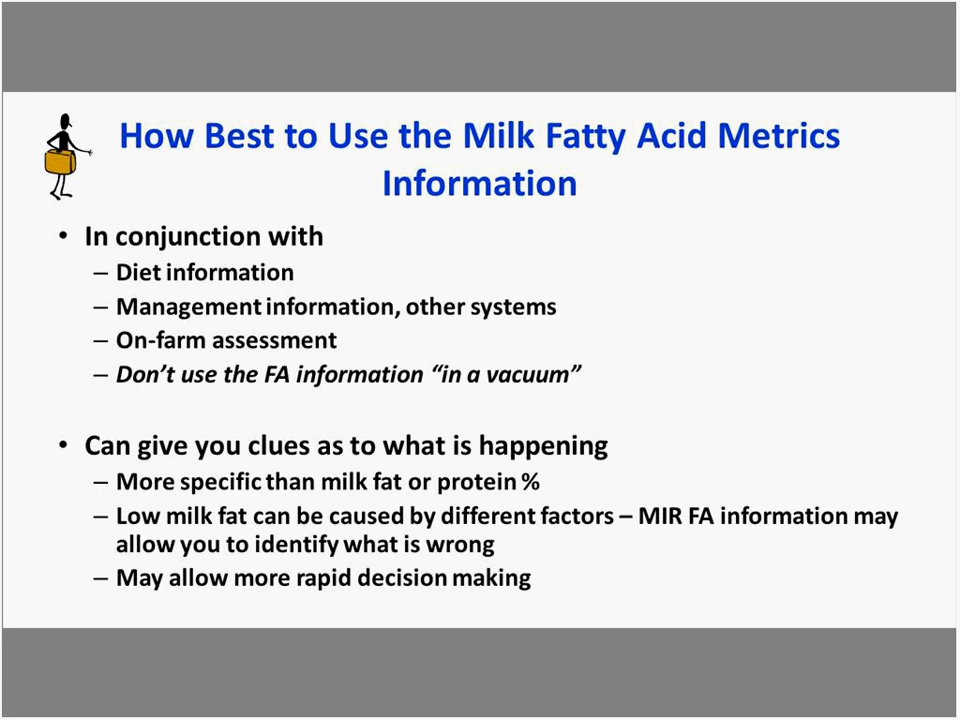 How Best to Use the Milk Fatty Acid Metrics
Information
• In conjunction with
– Diet information
– Management information, other systems
– On-farm assessment
– Don’t use the FA information “in a vacuum”
• Can give you clues as to what is happening
– More specific than milk fat or protein %
– Low milk fat can be caused by different factors – MIR FA information may
allow you to identify what is wrong
– May allow more rapid decision making